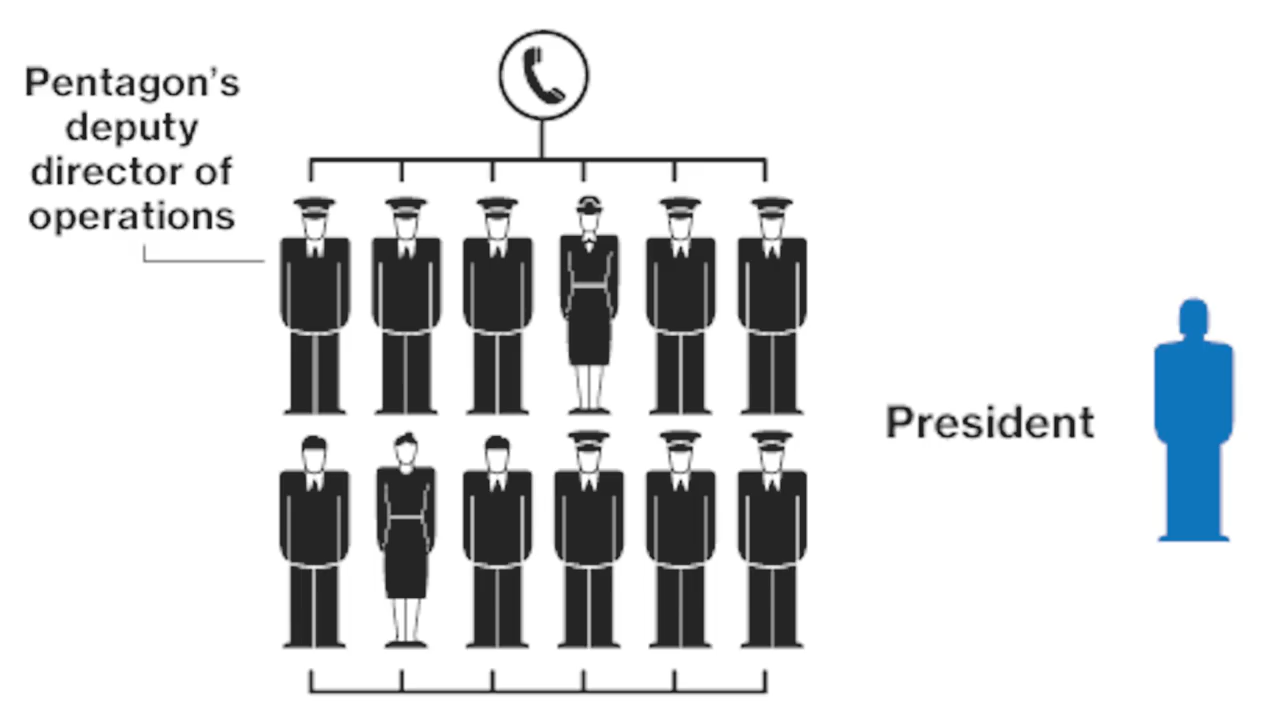 Pentagon’s
deputy
director of
operations
President